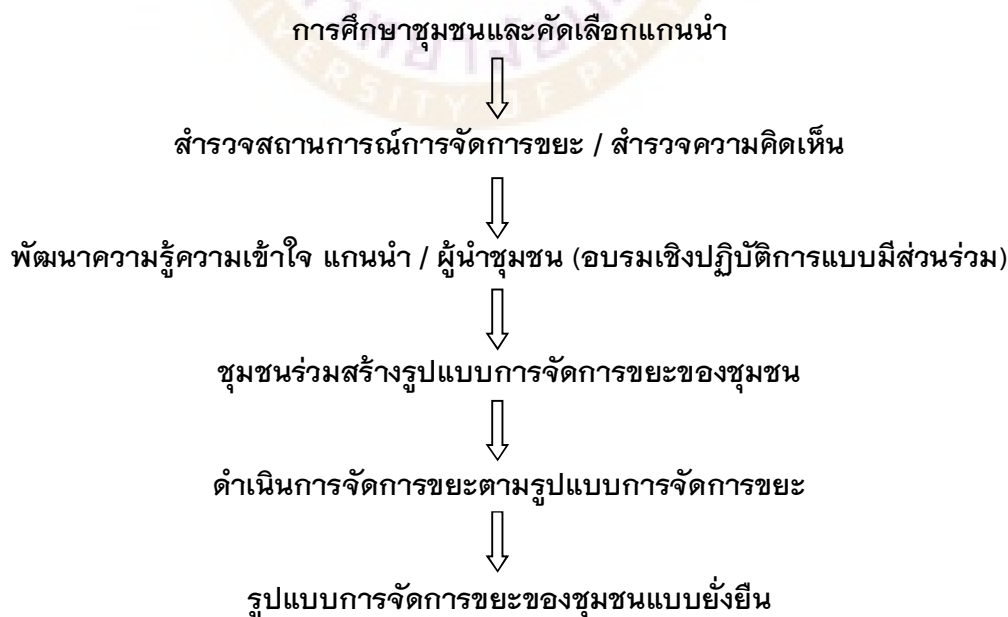 การศึกษาชุมชนและคัดเลือกแกนนำ
สำรวจสถานการณ์การจัดการขยะ / สำรวจความคิดเห็น
พัฒนาความรู้ความเข้าใจ แกนนำ / ผู้นำชุมชน (อบรมเชิงปฏิบัติการแบบมีส่วนร่วม)
ชุมชนร่วมสร้างรูปแบบการจัดการขยะของชุมชน
ดำเนินการจัดการขยะตามรูปแบบการจัดการขยะ
รูปแบบการจัดการขยะของชุมชนแบบยั่งยืน